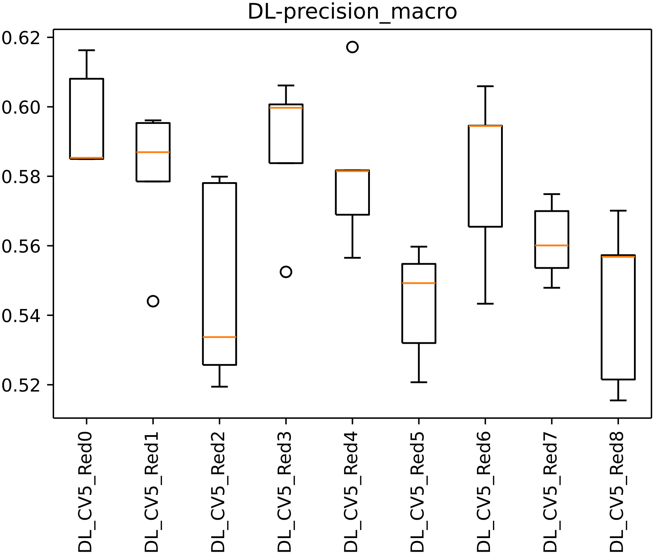 DL-precision_macro
0.62
0.60
0.58
0.56
0.54
0.52
DL_CV5_Red0
DL_CV5_Red1
DL_CV5_Red2
DL_CV5_Red3
DL_CV5_Red4
DL_CV5_Red5
DL_CV5_Red6
DL_CV5_Red7
DL_CV5_Red8